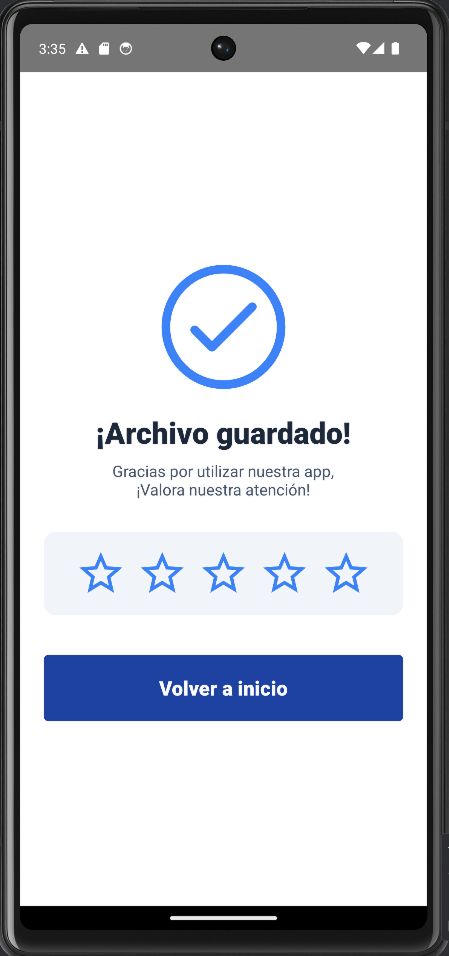 3:35
¡Archivo guardado!
Gracias por utilizar nuestra app,
¡Valora nuestra atención!
Volver a inicio